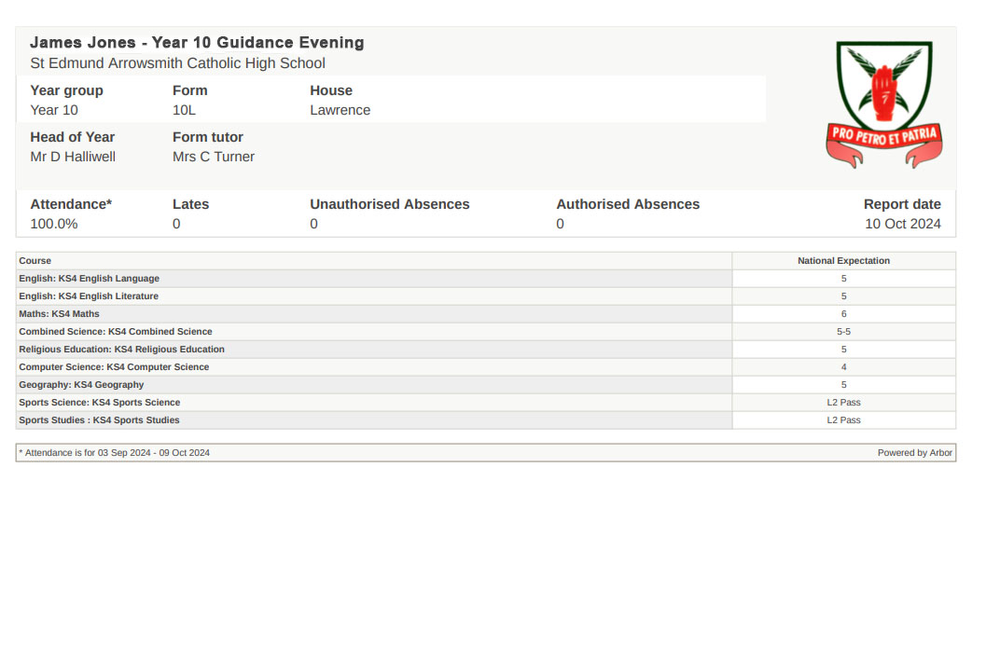 James Jones - Year 10 Guidance Evening
St Edmund Arrowsmith Catholic High School
PRO PETRO ET PATRIA
Year group Form House
Year 10 10L Lawrence
Head of Year Form tutor
Mr D Halliwell Mrs C Turner
Attendance* Lates Unauthorised Absences Authorised Absences Report date
100.0% 0 0 0 10 Oct 2024
Course National Expectation
English: KS4 English Language 5
English: KS4 English Literature 5
Maths: KS4 Maths 6
Combined Science: KS4 Combined Science 5-5
Religious Education: KS4 Religious Education 5
Computer Science: KS4 Computer Science 4
Geography: KS4 Geography 5
Sports Science: KS4 Sports Science L2 Pass
Sports Studies : KS4 Sports Studies L2 Pass
* Attendance is for 03 Sep 2024 - 09 Oct 2024 Powered by Arbor